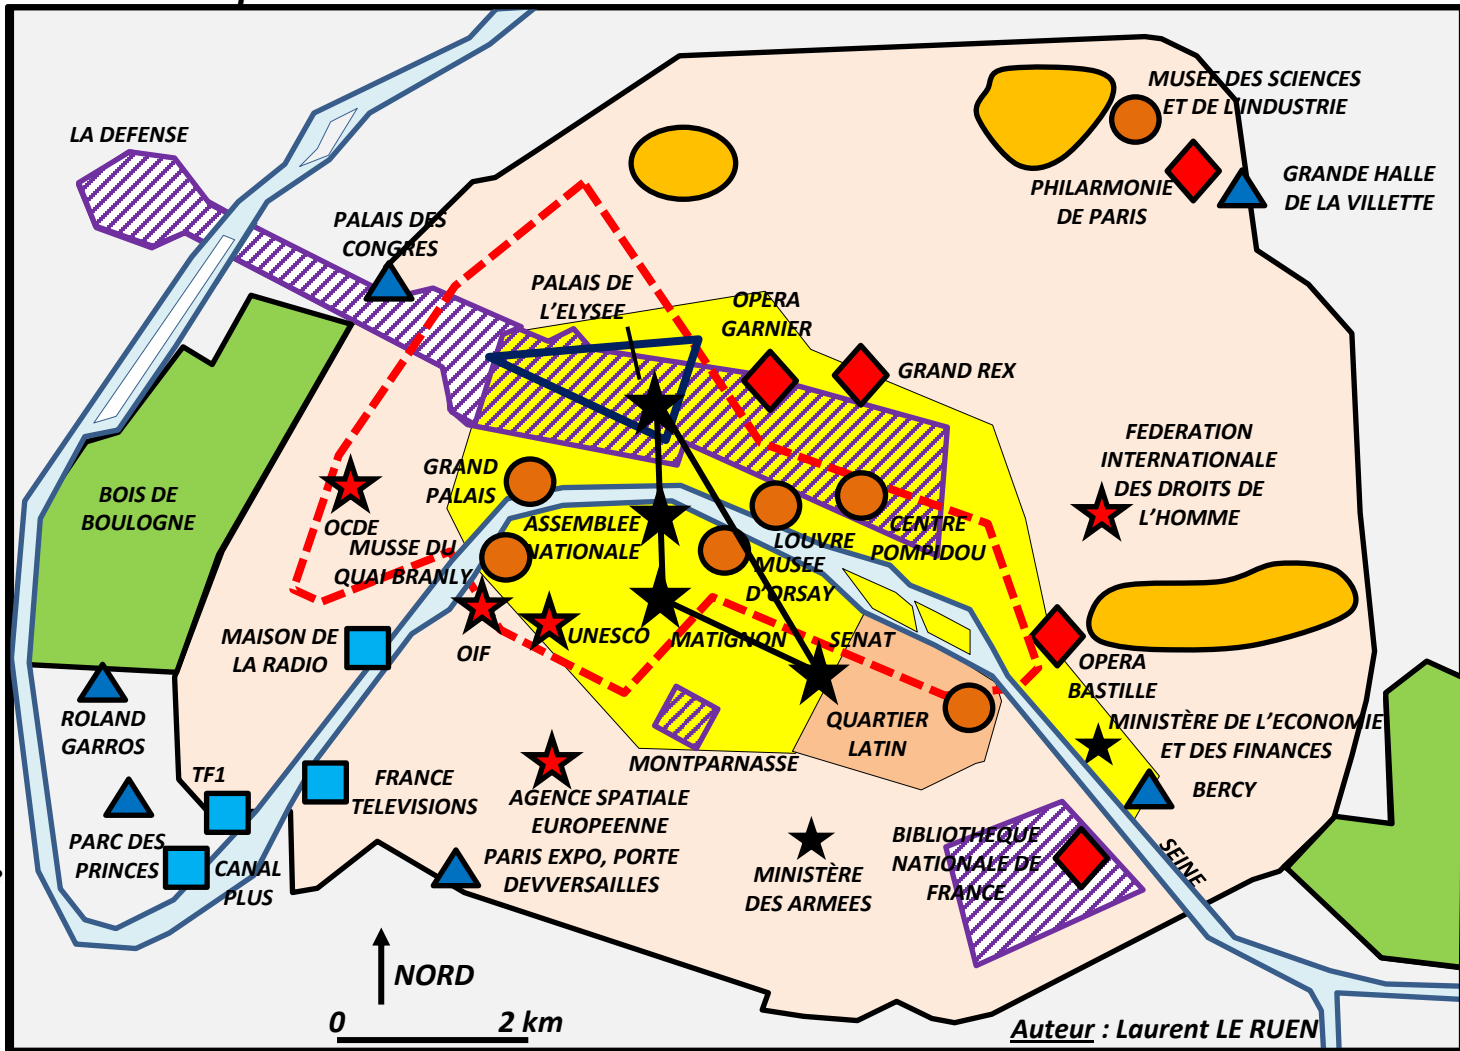 MUSEE DES SCIENCES
ET DE L'INDUSTRIE
LA DEFENSE
PHILARMONIE
DE PARIS
GRANDE HALLE
DE LA VILLETTE
PALAIS DES
CONGRES
PALAIS DE
L'ELYSEE
OPERA
GARNIER
GRAND REX
FEDERATION
INTERNATIONALE
DES DROITS DE
L'HOMME
GRAND
PALAIS
BOIS DE
BOULOGNE
OCDE
ASSEMBLEE
NATIONALE
LOUVRE
CENTRE
POMPIDOU
MUSSE DU
QUAI BRANLY
MUSEE
D'ORSAY
MAISON DE
LA RADIO
OIF
UNESCO
MATIGNON
SENAT
OPERA
BASTILLE
ROLAND
GARROS
QUARTIER
LATIN
MINISTÈRE DE L'ECONOMIE
ET DES FINANCES
MONTPARNASSE
TF1
FRANCE
TELEVISIONS
AGENCE SPATIALE
EUROPEENNE
BERCY
PARC DES
PRINCES
CANAL
PLUS
PARIS EXPO, PORTE
DEVVERSAILLES
MINISTÈRE
DES ARMEES
BIBLIOTHEQUE
NATIONALE DE
FRANCE
SEINE
NORD
0 2 km
Auteur : Laurent LE RUEN